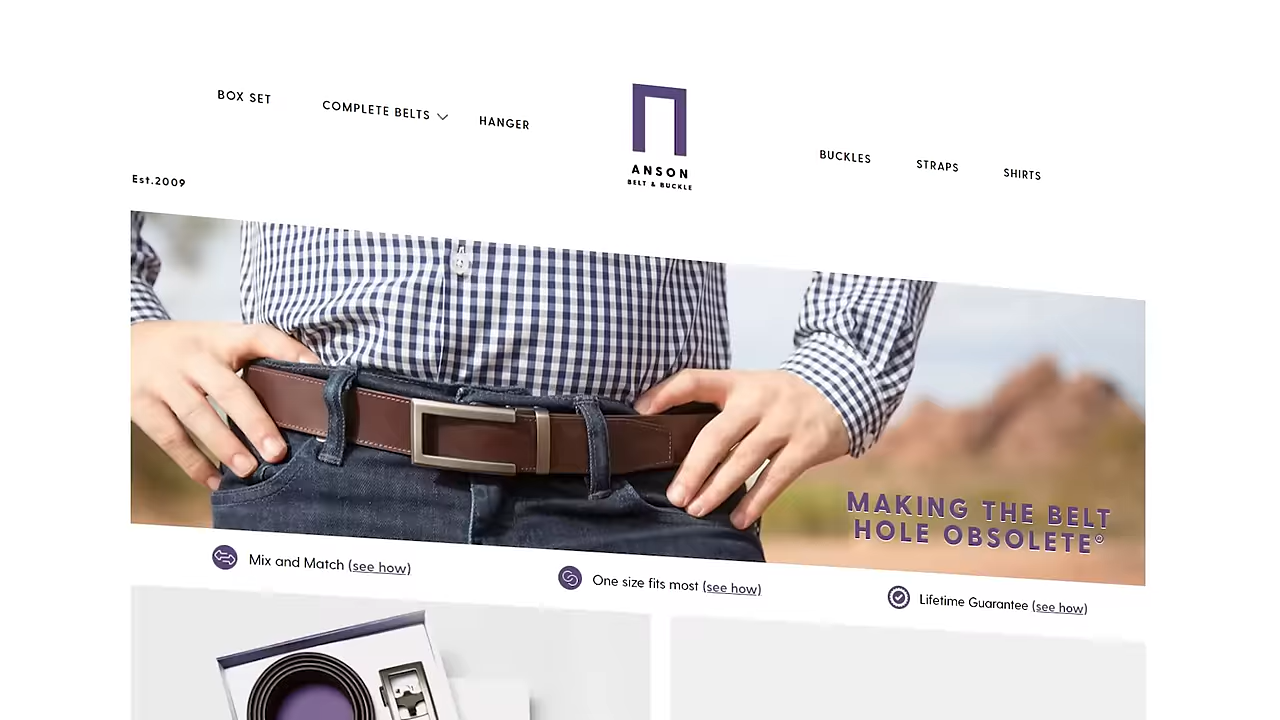 BOX SET
COMPLETE BELTS
HANGER
ANSON
BELT & BUCKLE
BUCKLES
STRAPS
SHIRTS
Est.2009
MAKING THE BELT
HOLE OBSOLETE®
Mix and Match (see how)
One size fits most (see how)
Lifetime Guarantee (see how)